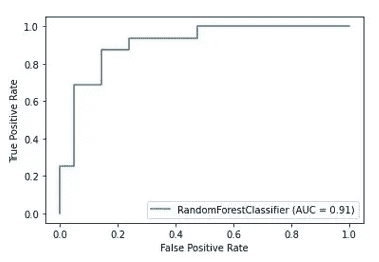 1.0
0.8
0.6
0.4
0.2
0.0
True Positive Rate
RandomForestClassifier (AUC = 0.91)
0.0 0.2 0.4 0.6 0.8 1.0
False Positive Rate